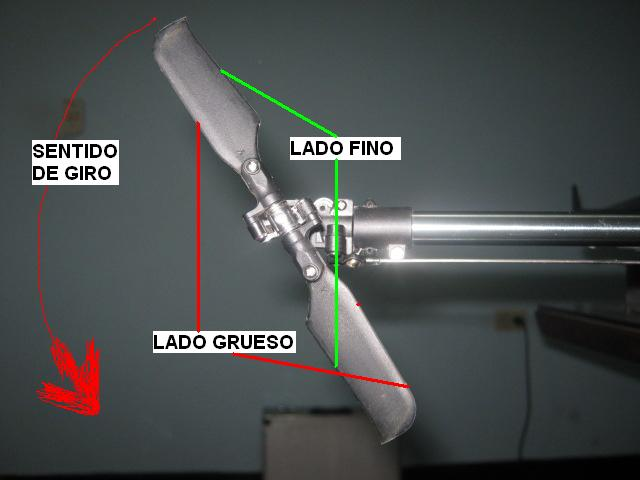 LADO FINO
SENTIDO
DE GIRO
LADO GRUESO